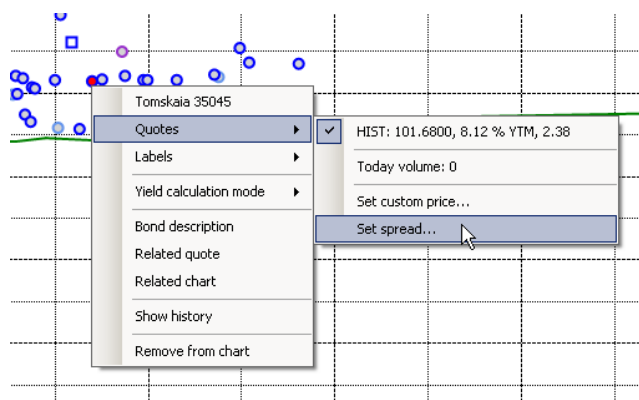 Tomskaia 35045
Quotes
Labels
Yield calculation mode
Bond description
Related quote
Related chart
Show history
Remove from chart
HIST: 101.6800, 8.12 % YTM, 2.38
Today volume: 0
Set custom price...
Set spread...